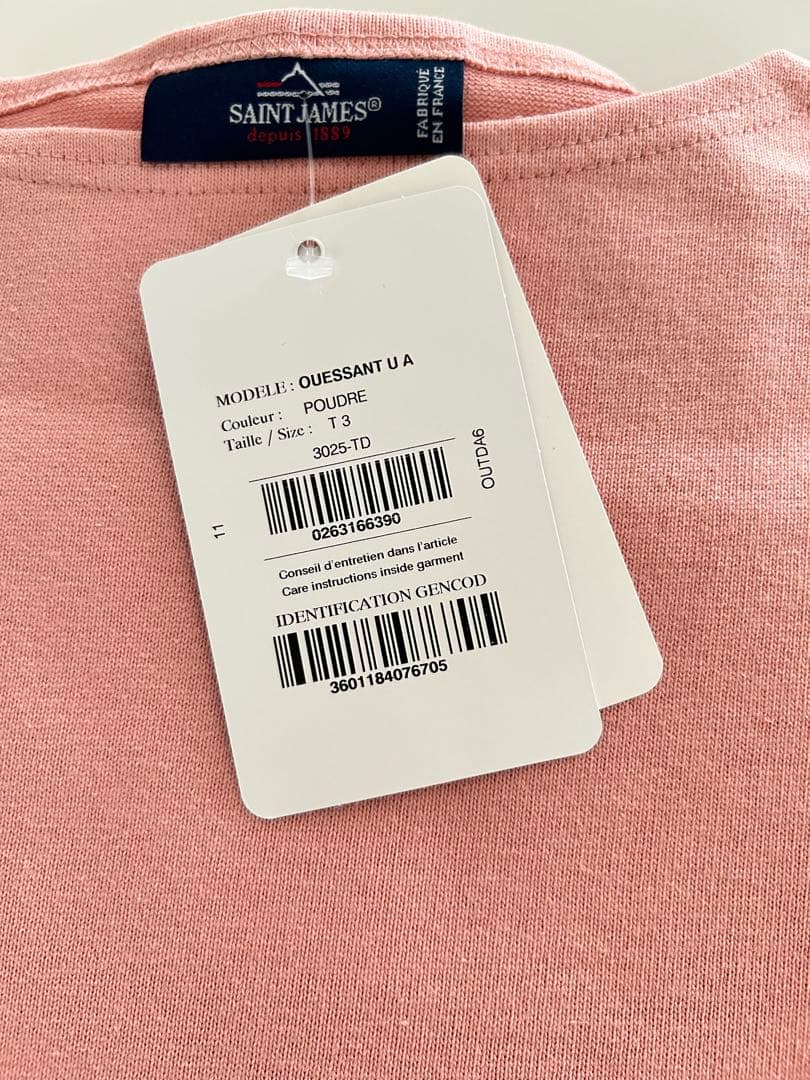 SAINT JAMES®
depuis 1889
FABRIQUÉ
EN FRANCE
MODELE : OUESSANT U A
Couleur : POUDRE
Taille / Size : T 3
3025-TD
0263166390
11
OUTDA6
Conseil d'entretien dans l'article
Care instructions inside garment
IDENTIFICATION GENCOD
3601184076705